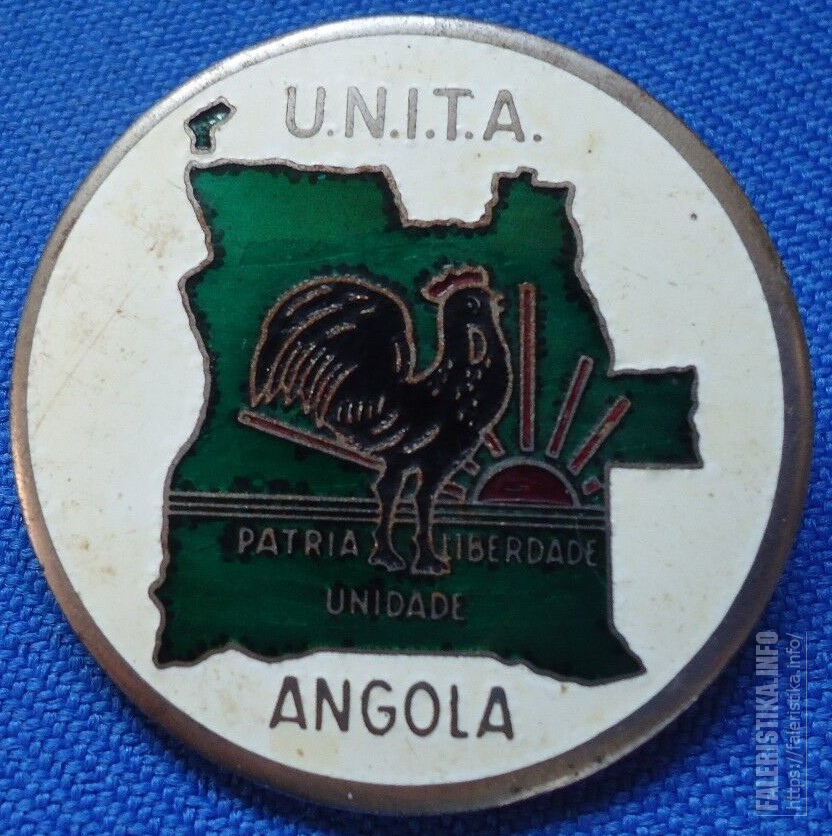 U.N.I.T.A.
PATRIA LIBERDADE
UNIDADE
ANGOLA
FALERISTIKA.INFO
https://faleristika.info/